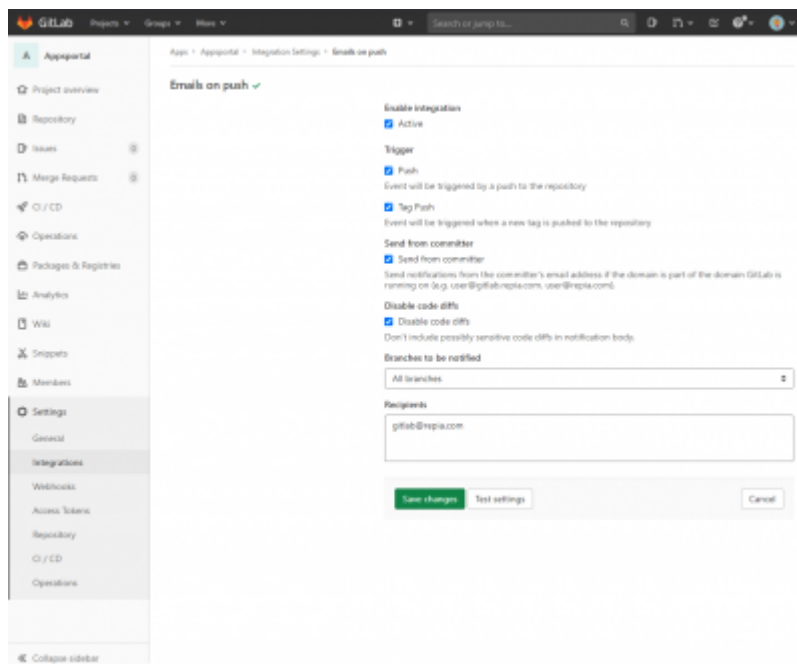 GitLab Projects Groups More Search or jump to...
A Appsportal
Apps > Appsportal > Integration Settings > Emails on push
Project overview
Repository
Issues 0
Merge Requests 0
CI / CD
Operations
Packages & Registries
Analytics
Wiki
Snippets
Members
Settings
General
Integrations
Webhooks
Access Tokens
Repository
CI / CD
Operations
Collapse sidebar
Emails on push
Enable integration
Active
Trigger
Push
Event will be triggered by a push to the repository
Tag Push
Event will be triggered when a new tag is pushed to the repository
Send from committer
Send from committer
Send notifications from the committer's email address if the domain is part of the domain GitLab is
running on (e.g. user@gitlab.repia.com, user@repia.com).
Disable code diffs
Disable code diffs
Don't include possibly sensitive code diffs in notification body.
Branches to be notified
All branches
Recipients
gitlab@repia.com
Save changes Test settings Cancel